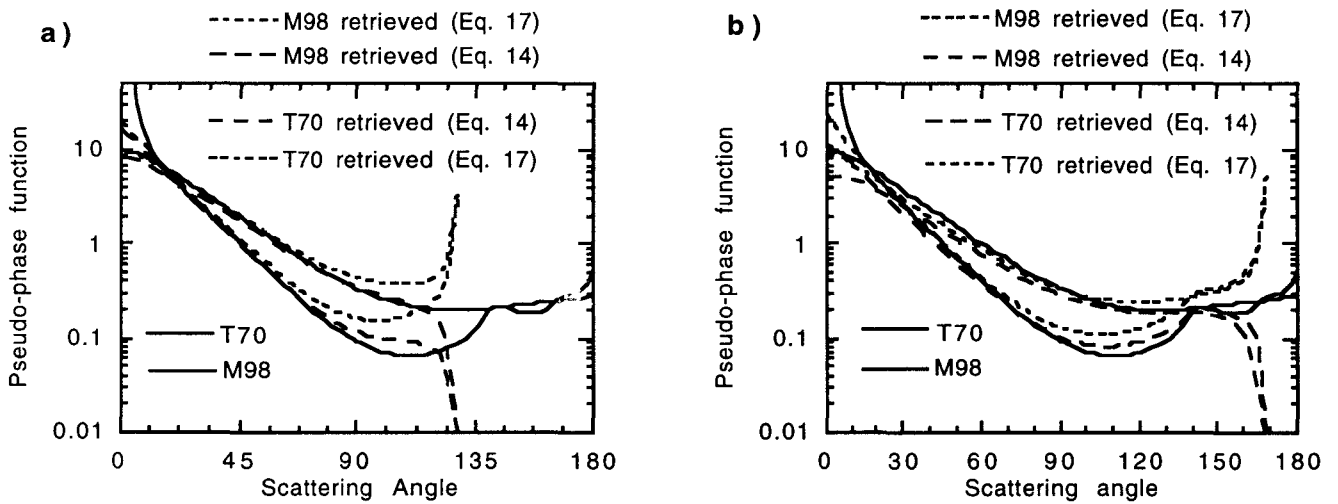 a)
M98 retrieved (Eq. 17)
M98 retrieved (Eq. 14)
T70 retrieved (Eq. 14)
T70 retrieved (Eq. 17)
T70
M98
Pseudo-phase function
10
1
0.1
0.01
0 45 90 135 180
Scattering Angle
b)
M98 retrieved (Eq. 17)
M98 retrieved (Eq. 14)
T70 retrieved (Eq. 14)
T70 retrieved (Eq. 17)
T70
M98
Pseudo-phase function
10
1
0.1
0.01
0 30 60 90 120 150 180
Scattering angle